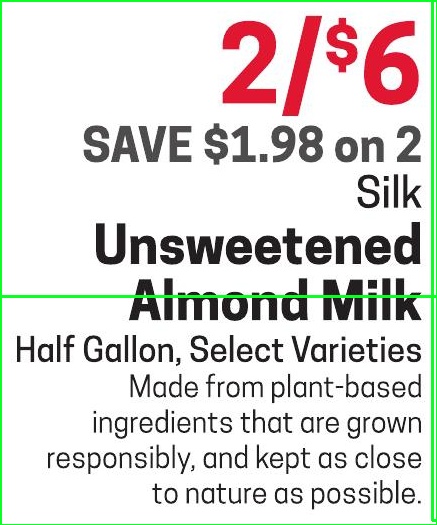 2/$6
SAVE $1.98 on 2
Silk
Unsweetened
Almond Milk
Half Gallon, Select Varieties
Made from plant-based
ingredients that are grown
responsibly, and kept as close
to nature as possible.